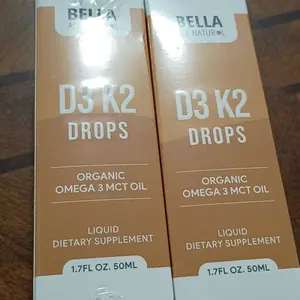 BELLA
D3 K2
DROPS
ORGANIC
OMEGA 3 MCT OIL
LIQUID
DIETARY SUPPLEMENT
1.7FL OZ. 50ML
BELLA
NATURAL
D3 K2
DROPS
ORGANIC
OMEGA 3 MCT OIL
LIQUID
DIETARY SUPPLEMENT
1.7FL OZ. 50ML